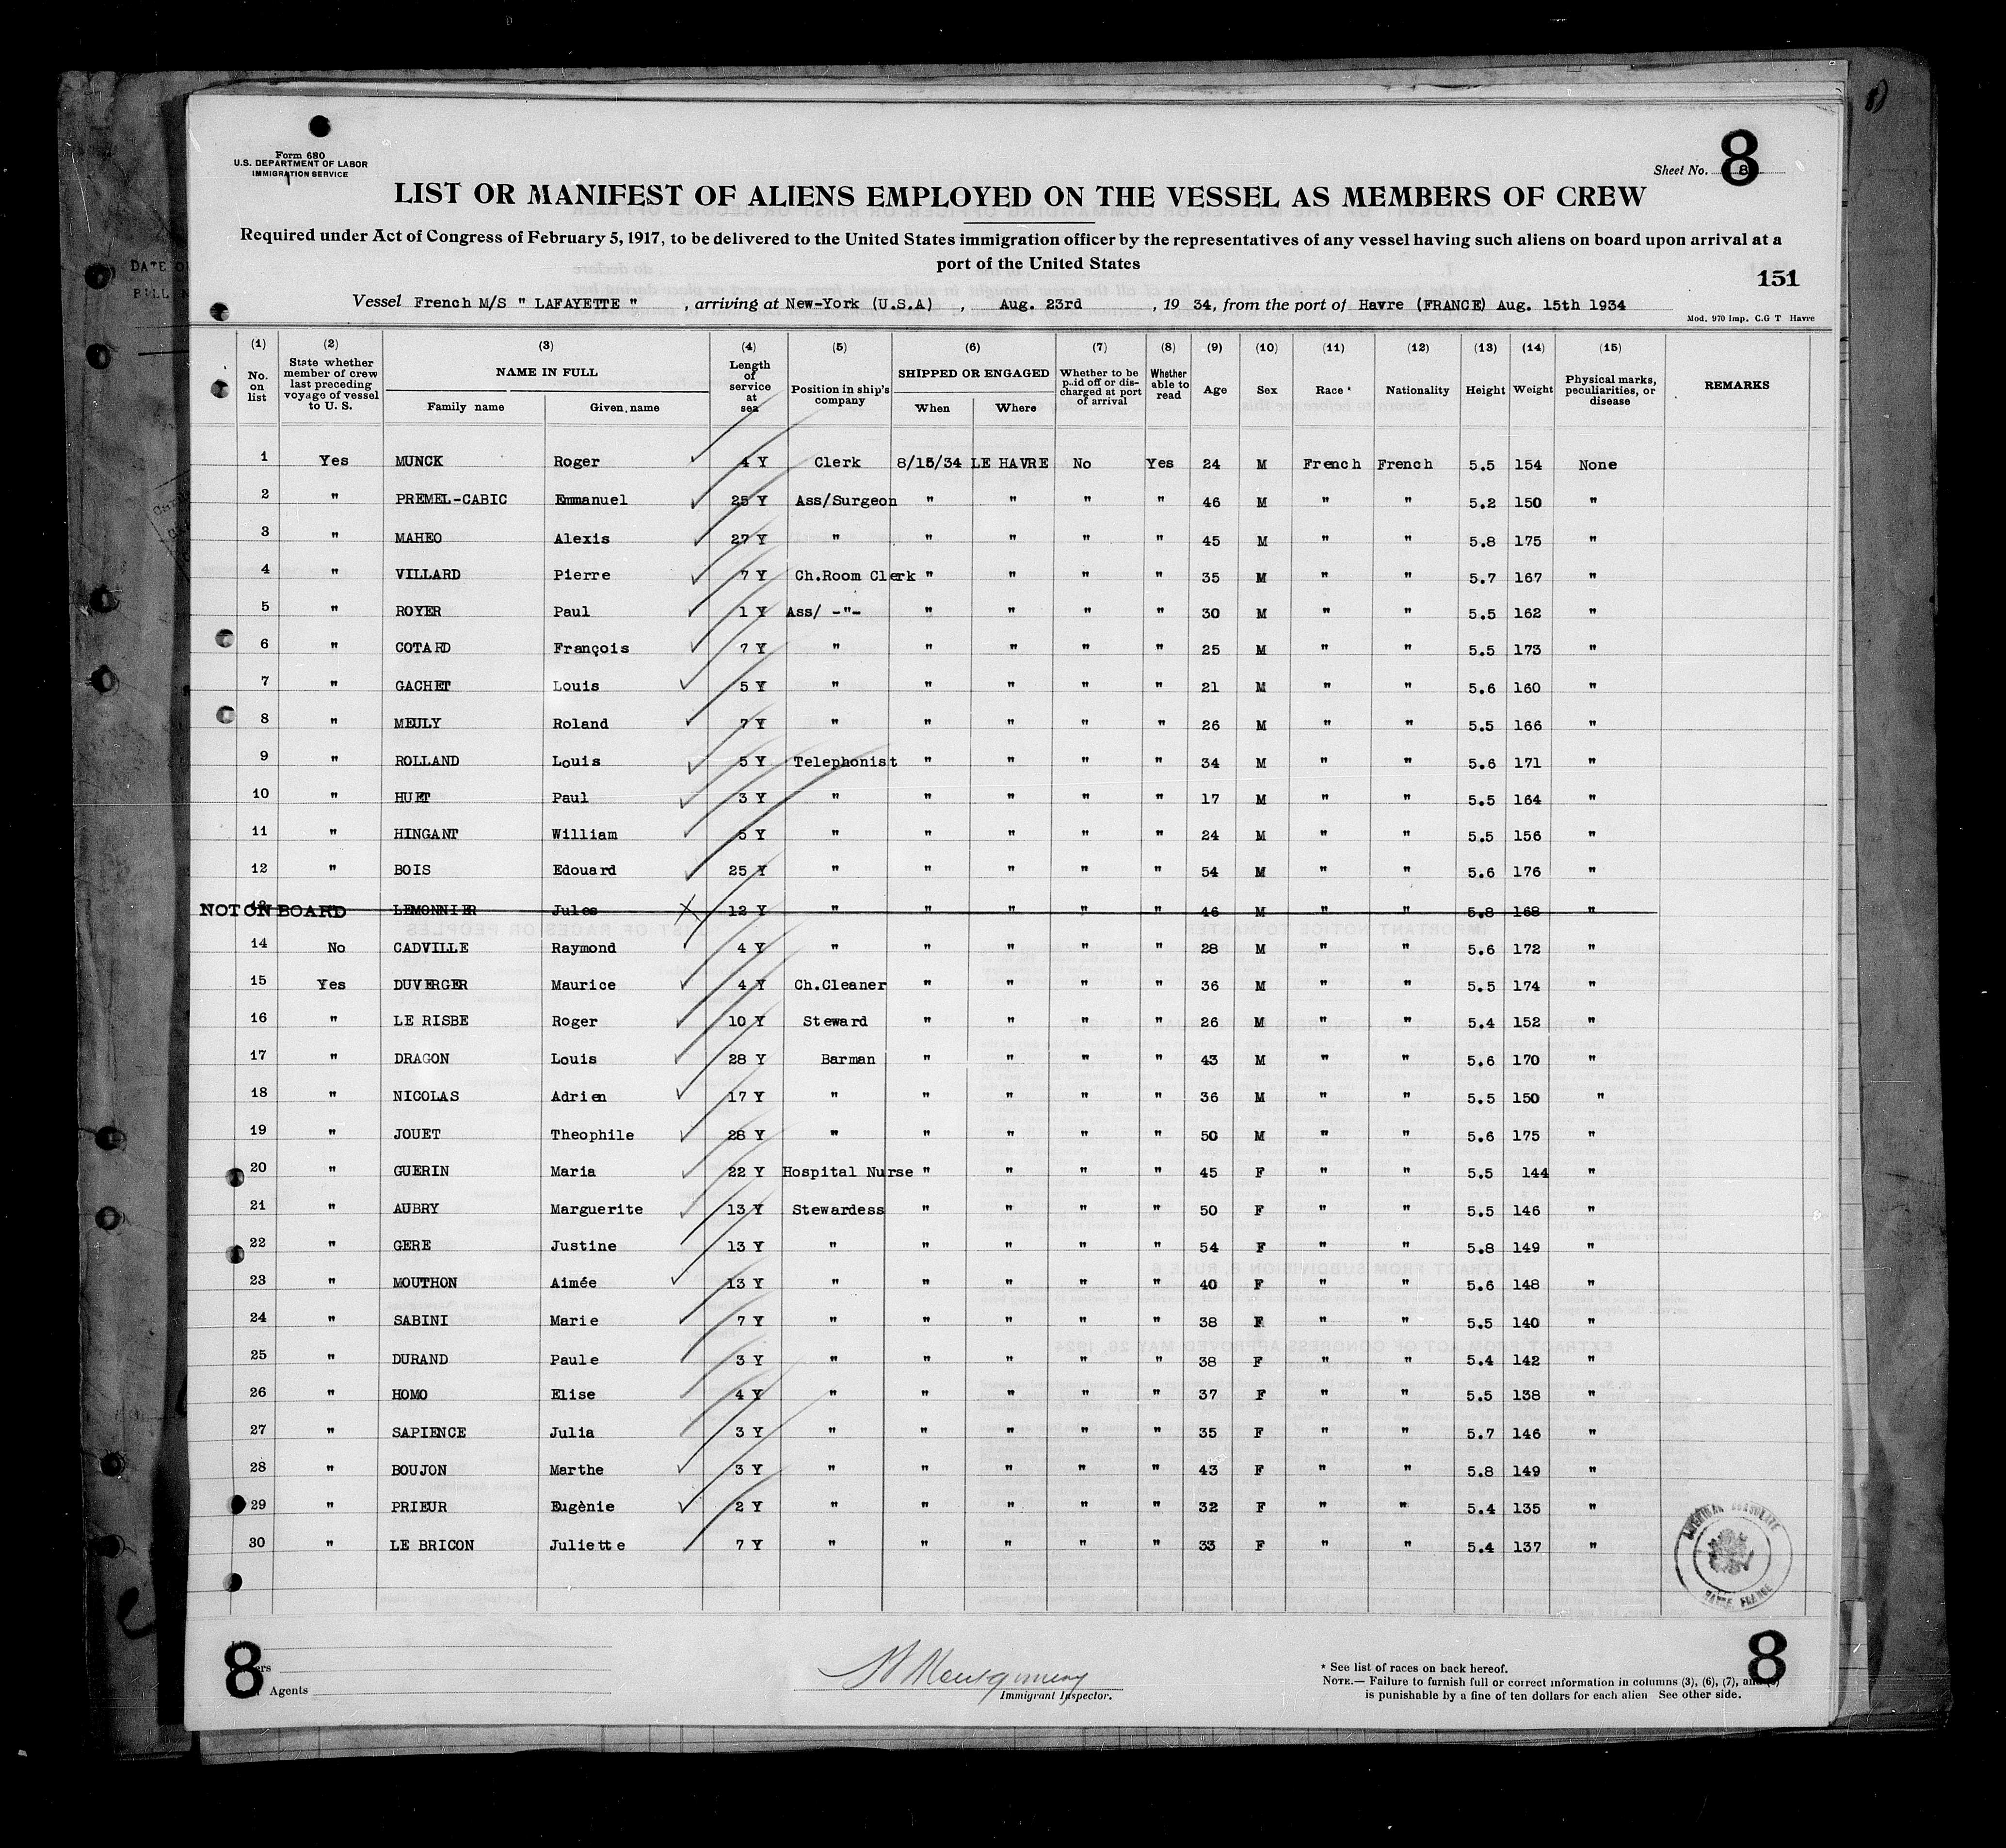 Form 680
U.S. DEPARTMENT OF LABOR
IMMIGRATION SERVICE
Sheet No. 8
8
LIST OR MANIFEST OF ALIENS EMPLOYED ON THE VESSEL AS MEMBERS OF CREW
Required under Act of Congress of February 5, 1917, to be delivered to the United States immigration officer by the representatives of any vessel having such aliens on board upon arrival at a
port of the United States
151
Vessel French M/S " LAFAYETTE " , arriving at New-York (U.S.A) , Aug. 23rd , 19 34, from the port of Havre (FRANCE) Aug. 15th 1934
Mod. 970 Imp. C.G T Havre
(1) No. on list (2) State whether member of crew last preceding voyage of vessel to U. S. (3) NAME IN FULL Family name Given name (4) Length of service at sea (5) Position in ship's company (6) SHIPPED OR ENGAGED When Where (7) Whether to be paid off or discharged at port of arrival (8) Whether able to read (9) Age (10) Sex (11) Race * (12) Nationality (13) Height (14) Weight (15) Physical marks, peculiarities, or disease REMARKS
1 Yes MUNCK Roger 4 Y Clerk 8/15/34 LE HAVRE No Yes 24 M French French 5.5 154 None
2 " PREMEL-CABIC Emmanuel 25 Y Ass/Surgeon " " " " 46 M " " 5.2 150 "
3 " MAHEO Alexis 27 Y " " " " " 45 M " " 5.8 175 "
4 " VILLARD Pierre 7 Y Ch.Room Clerk " " " " 35 M " " 5.7 167 "
5 " ROYER Paul 1 Y Ass/ -"- " " " " 30 M " " 5.5 162 "
6 " COTARD François 7 Y " " " " " 25 M " " 5.5 173 "
7 " GACHET Louis 5 Y " " " " " 21 M " " 5.6 160 "
8 " MEULY Roland 7 Y " " " " " 26 M " " 5.5 166 "
9 " ROLLAND Louis 5 Y Telephonist " " " " 34 M " " 5.6 171 "
10 " HUET Paul 3 Y " " " " " 17 M " " 5.5 164 "
11 " HINGANT William 5 Y " " " " " 24 M " " 5.5 156 "
12 " BOIS Edouard 25 Y " " " " " 54 M " " 5.6 176 "
NOT ON BOARD 13 " LEMONNIER Jules 12 Y " " " " " 46 M " " 5.8 168 "
14 No CADVILLE Raymond 4 Y " " " " " 28 M " " 5.6 172 "
15 Yes DUVERGER Maurice 4 Y Ch.Cleaner " " " " 36 M " " 5.5 174 "
16 " LE RISBE Roger 10 Y Steward " " " " 26 M " " 5.4 152 "
17 " DRAGON Louis 28 Y Barman " " " " 43 M " " 5.6 170 "
18 " NICOLAS Adrien 17 Y " " " " " 36 M " " 5.5 150 "
19 " JOUET Theophile 28 Y " " " " " 50 M " " 5.6 175 "
20 " GUERIN Maria 22 Y Hospital Nurse " " " " 45 F " " 5.5 144 "
21 " AUBRY Marguerite 13 Y Stewardess " " " " 50 F " " 5.5 146 "
22 " GERE Justine 13 Y " " " " " 54 F " " 5.8 149 "
23 " MOUTHON Aimée 13 Y " " " " " 40 F " " 5.6 148 "
24 " SABINI Marie 7 Y " " " " " 38 F " " 5.5 140 "
25 " DURAND Paule 3 Y " " " " " 38 F " " 5.4 142 "
26 " HOMO Elise 4 Y " " " " " 37 F " " 5.5 138 "
27 " SAPIENCE Julia 3 Y " " " " " 35 F " " 5.7 146 "
28 " BOUJON Marthe 3 Y " " " " " 43 F " " 5.8 149 "
29 " PRIEUR Eugènie 2 Y " " " " " 32 F " " 5.4 135 "
30 " LE BRICON Juliette 7 Y " " " " " 33 F " " 5.4 137 "
AMERICAN CONSULATE
HAVRE, FRANCE
8
Agents
Montgomery
Immigrant Inspector.
* See list of races on back hereof.
NOTE.— Failure to furnish full or correct information in columns (3), (6), (7), and
is punishable by a fine of ten dollars for each alien See other side.
8